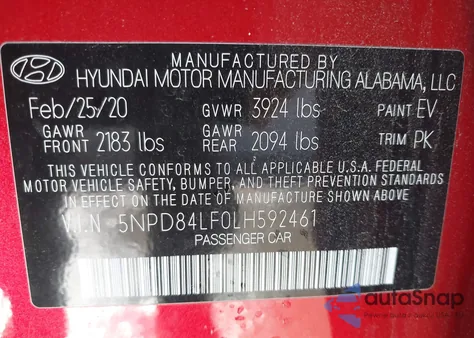 MANUFACTURED BY
HYUNDAI MOTOR MANUFACTURING ALABAMA, LLC
Feb/25/20 GVWR 3924 lbs PAINT EV
GAWR FRONT 2183 lbs GAWR REAR 2094 lbs TRIM PK
THIS VEHICLE CONFORMS TO ALL APPLICABLE U.S.A. FEDERAL
MOTOR VEHICLE SAFETY, BUMPER, AND THEFT PREVENTION
STANDARDS IN EFFECT ON THE DATE OF MANUFACTURE SHOWN ABOVE.
V.I.N 5NPD84LF0LH592461
PASSENGER CAR
autoSnap